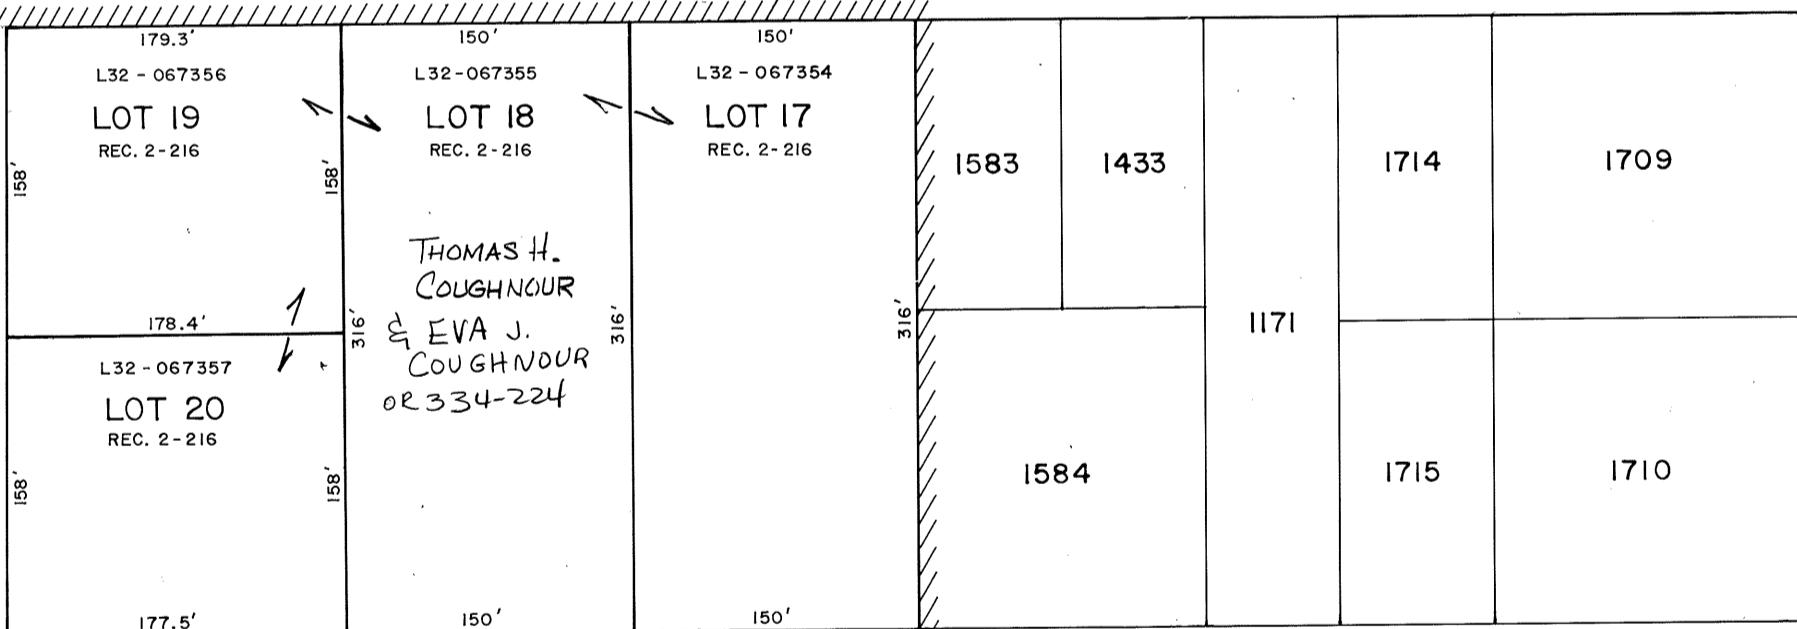 179.3'
L32-067356
LOT 19
REC. 2-216
158'
158'
178.4'
L32-067357
LOT 20
REC. 2-216
158'
158'
177.5'
150'
L32-067355
LOT 18
REC. 2-216
THOMAS H.
COUGHNOUR
& EVA J.
COUGHNOUR
OR 334-224
316'
316'
150'
150'
L32-067354
LOT 17
REC. 2-216
316'
150'
1583
1433
1584
1171
1714
1709
1715
1710